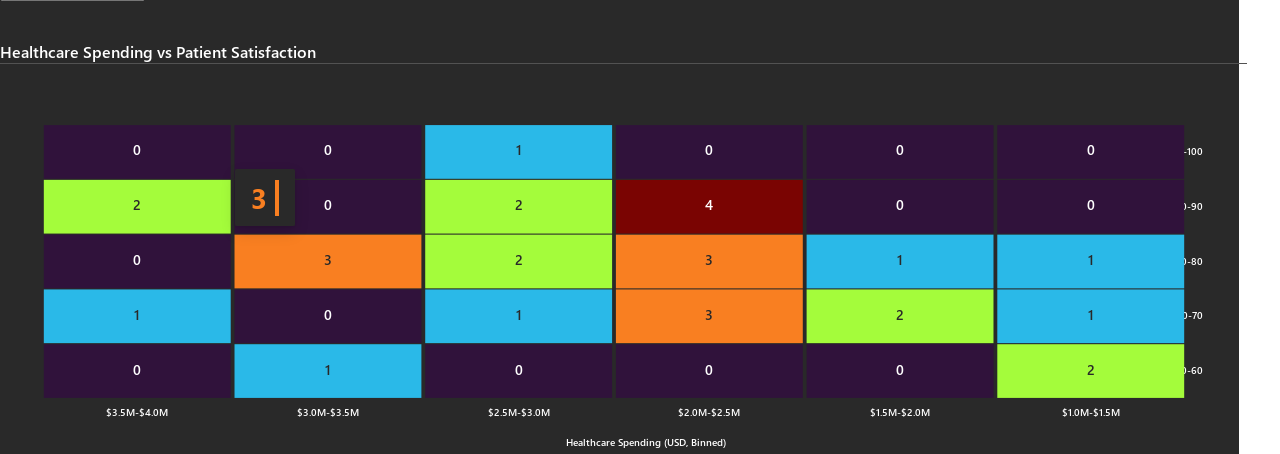 Healthcare Spending vs Patient Satisfaction
0 0 1 0 0 0 -100
2 3 0 2 4 0 0 0-90
0 3 2 3 1 1 0-80
1 0 1 3 2 1 0-70
0 1 0 0 0 2 0-60
$3.5M-$4.0M $3.0M-$3.5M $2.5M-$3.0M $2.0M-$2.5M $1.5M-$2.0M $1.0M-$1.5M
Healthcare Spending (USD, Binned)